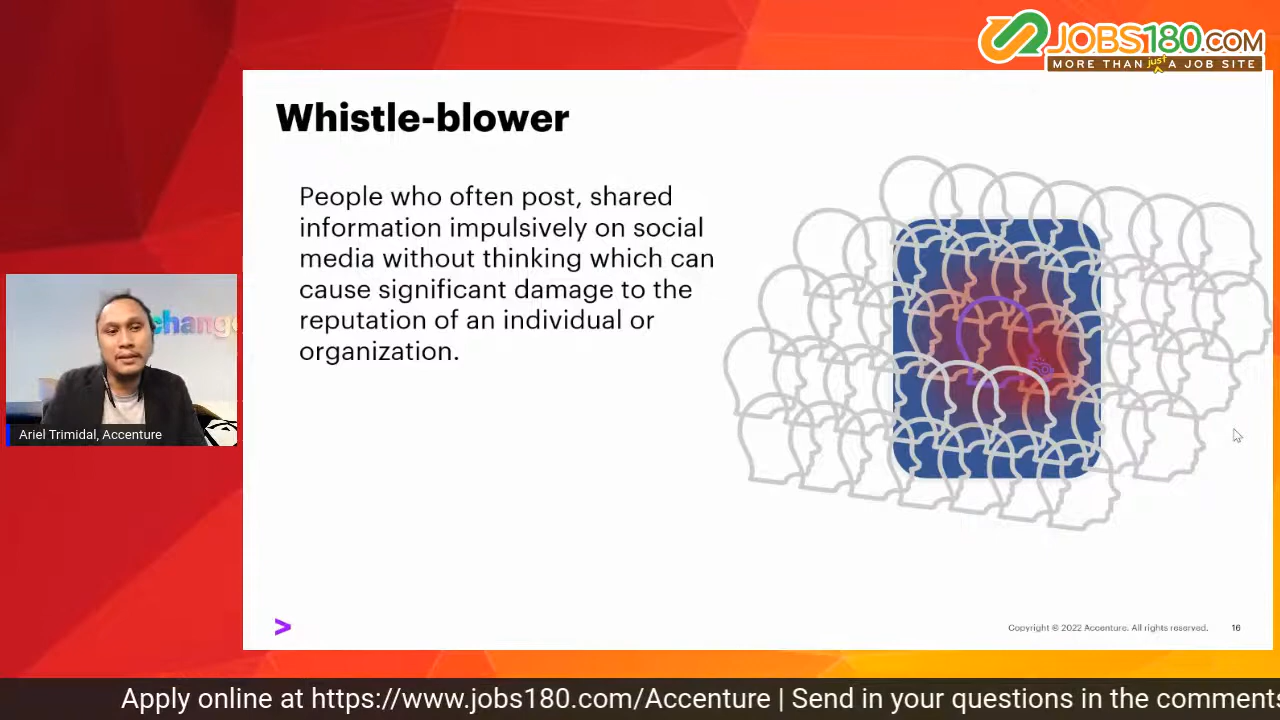 JOBS180.COM
MORE THAN just A JOB SITE
Whistle-blower
People who often post, shared
information impulsively on social
media without thinking which can
cause significant damage to the
reputation of an individual or
organization.
change
Ariel Trimidal, Accenture
>
Copyright © 2022 Accenture. All rights reserved. 16
Apply online at https://www.jobs180.com/Accenture | Send in your questions in the comments